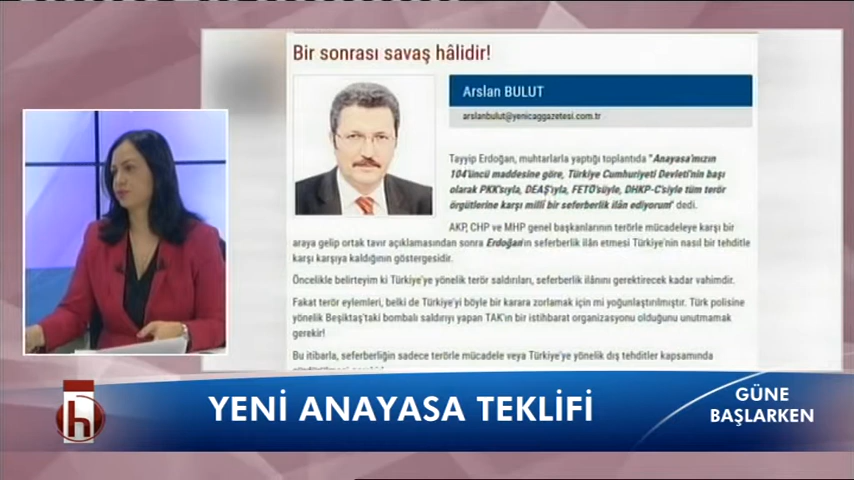 Bir sonrası savaş hâlidir!
Arslan BULUT
arslanbulut@yenicaggazetesi.com.tr
Tayyip Erdoğan, muhtarlarla yaptığı toplantıda "Anayasa'mızın
104'üncü maddesine göre, Türkiye Cumhuriyeti Devleti'nin başı
olarak PKK'sıyla, DEAŞ'ıyla, FETÖ'süyle, DHKP-C'siyle tüm terör
örgütlerine karşı millî bir seferberlik ilân ediyorum" dedi.
AKP, CHP ve MHP genel başkanlarının terörle mücadeleye karşı bir
araya gelip ortak tavır açıklamasından sonra Erdoğan'ın seferberlik ilân etmesi Türkiye'nin nasıl bir tehditle
karşı karşıya kaldığının göstergesidir.
Öncelikle belirteyim ki Türkiye'ye yönelik terör saldırıları, seferberlik ilânını gerektirecek kadar vahimdir.
Fakat terör eylemleri, belki de Türkiye'yi böyle bir karara zorlamak için mi yoğunlaştırılmıştır. Türk polisine
yönelik Beşiktaş'taki bombalı saldırıyı yapan TAK'ın bir istihbarat organizasyonu olduğunu unutmamak
gerekir!
Bu itibarla, seferberliğin sadece terörle mücadele veya Türkiye'ye yönelik dış tehditler kapsamında
h
YENİ ANAYASA TEKLİFİ
GÜNE
BAŞLARKEN